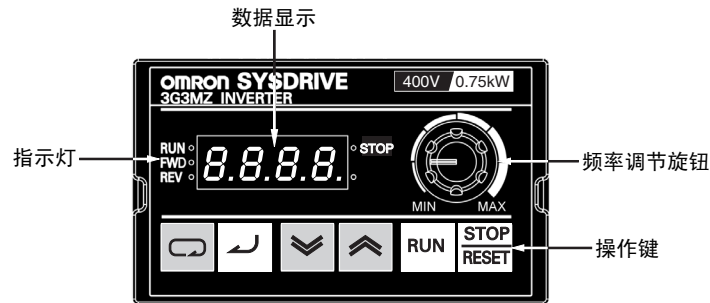 数据显示
omron SYSDRIVE
400V 0.75kW
3G3MZ INVERTER
指示灯
RUN
FWD
REV
8.8.8.8.
STOP
频率调节旋钮
MIN MAX
RUN
STOP
RESET
操作键